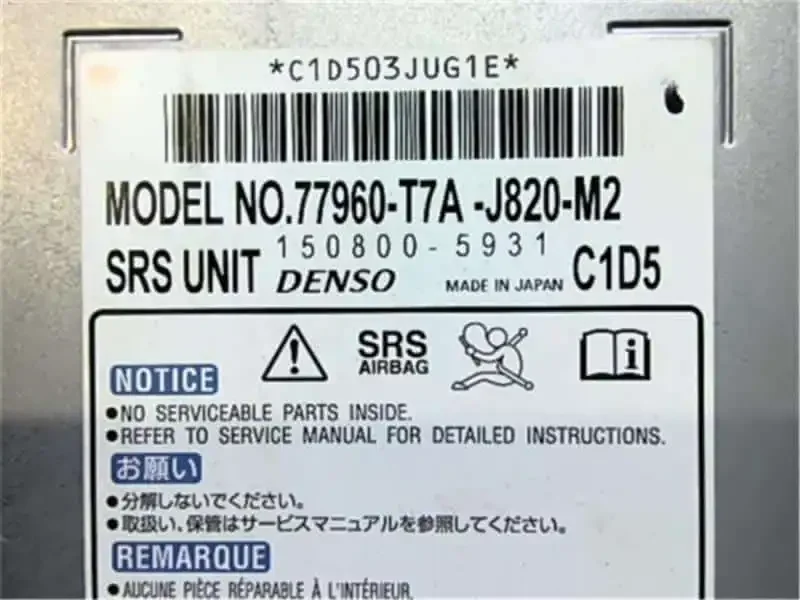 *C1D503JUG1E*
MODEL NO.77960-T7A -J820-M2
150800-5931
SRS UNIT DENSO MADE IN JAPAN C1D5
SRS
AIRBAG
NOTICE
●NO SERVICEABLE PARTS INSIDE.
●REFER TO SERVICE MANUAL FOR DETAILED INSTRUCTIONS.
お願い
●分解しないでください。
●取扱い、保管はサービスマニュアルを参照してください。
REMARQUE
●AUCUNE PIÈCE RÉPARABLE À L'INTÉRIEUR.